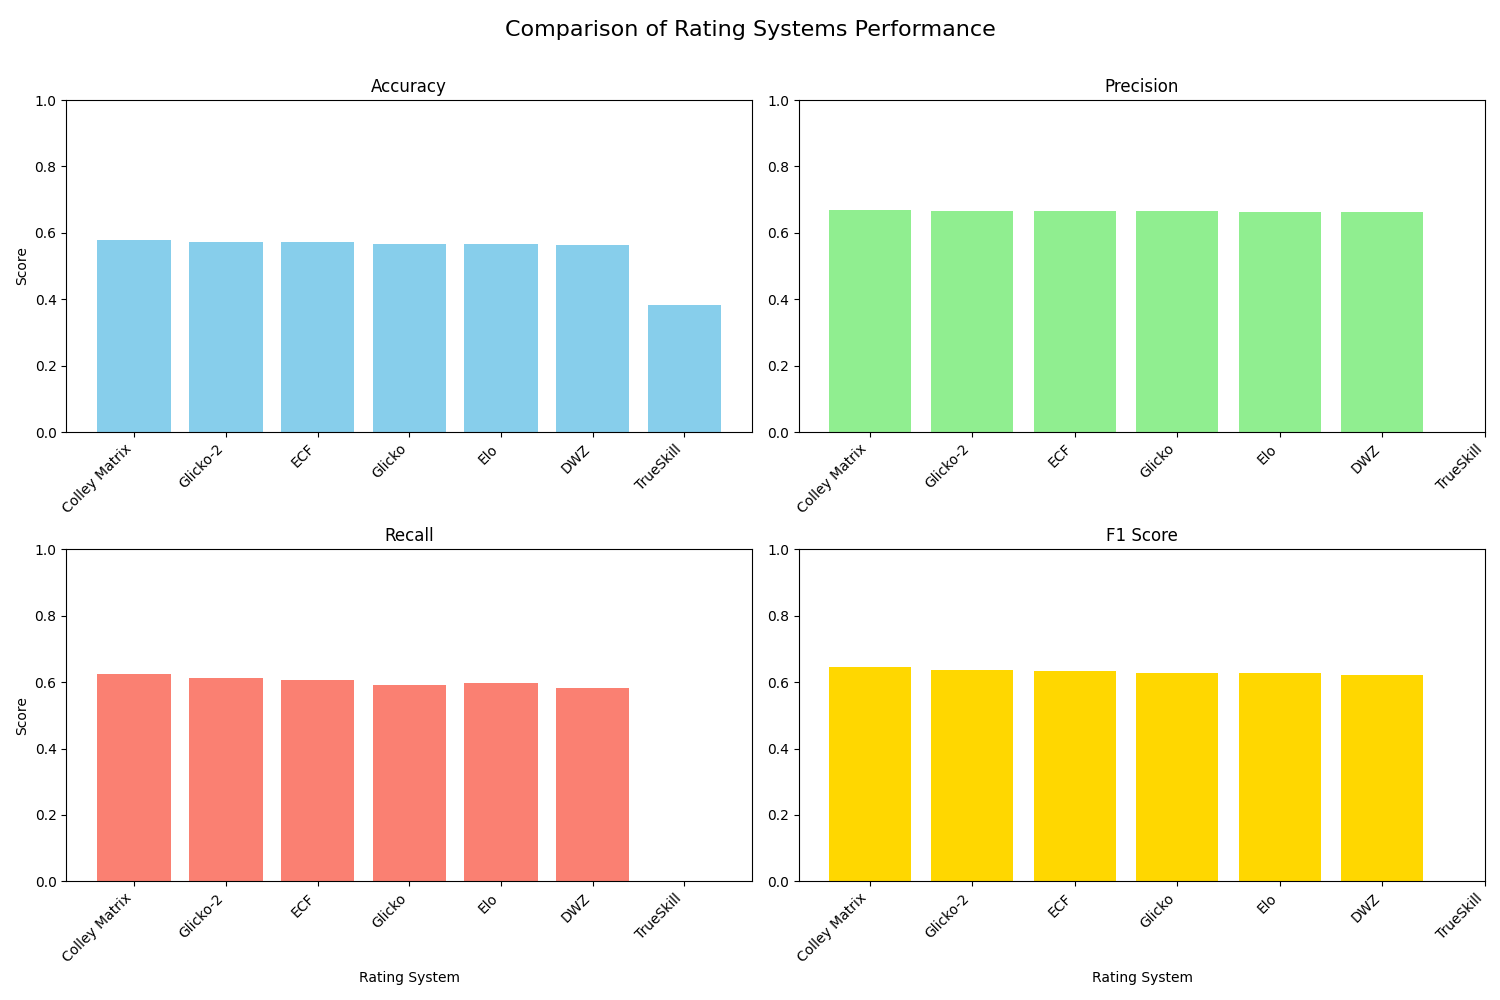 Comparison of Rating Systems Performance
Accuracy
1.0
0.8
0.6
0.4
0.2
0.0
Score
Colley Matrix
Glicko-2
ECF
Glicko
Elo
DWZ
TrueSkill
Precision
1.0
0.8
0.6
0.4
0.2
0.0
Colley Matrix
Glicko-2
ECF
Glicko
Elo
DWZ
TrueSkill
Recall
1.0
0.8
0.6
0.4
0.2
0.0
Score
Colley Matrix
Glicko-2
ECF
Glicko
Elo
DWZ
TrueSkill
Rating System
F1 Score
1.0
0.8
0.6
0.4
0.2
0.0
Colley Matrix
Glicko-2
ECF
Glicko
Elo
DWZ
TrueSkill
Rating System